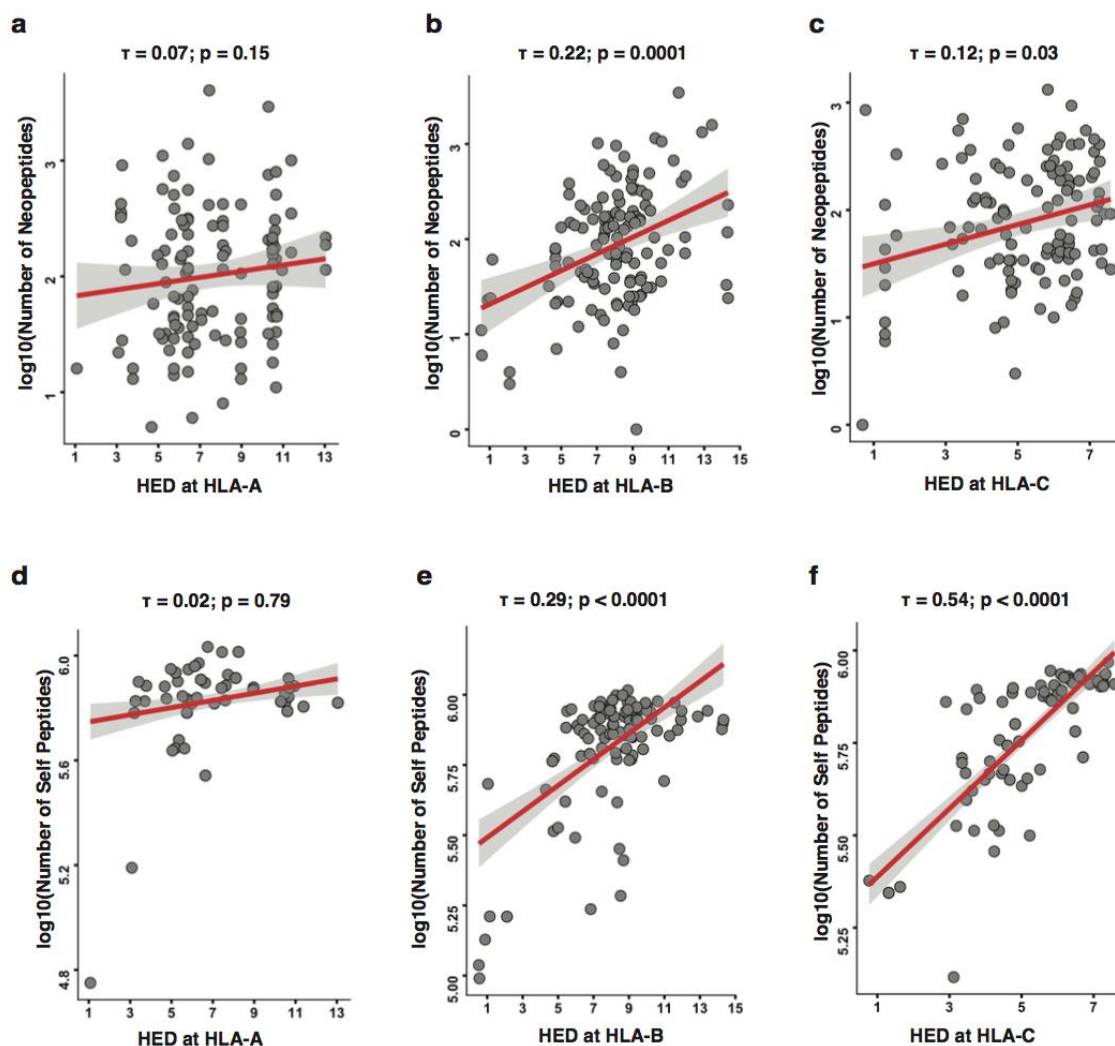 a
τ = 0.07; p = 0.15
log10(Number of Neopeptides)
3
2
1
1 3 5 7 9 11 13
HED at HLA-A
b
τ = 0.22; p = 0.0001
log10(Number of Neopeptides)
3
2
1
0
1 3 5 7 9 11 13 15
HED at HLA-B
c
τ = 0.12; p = 0.03
log10(Number of Neopeptides)
3
2
1
0
1 3 5 7
HED at HLA-C
d
τ = 0.02; p = 0.79
log10(Number of Self Peptides)
6.0
5.6
5.2
4.8
1 3 5 7 9 11 13
HED at HLA-A
e
τ = 0.29; p < 0.0001
log10(Number of Self Peptides)
6.00
5.75
5.50
5.25
5.00
1 3 5 7 9 11 13 15
HED at HLA-B
f
τ = 0.54; p < 0.0001
log10(Number of Self Peptides)
6.00
5.75
5.50
5.25
1 3 5 7
HED at HLA-C